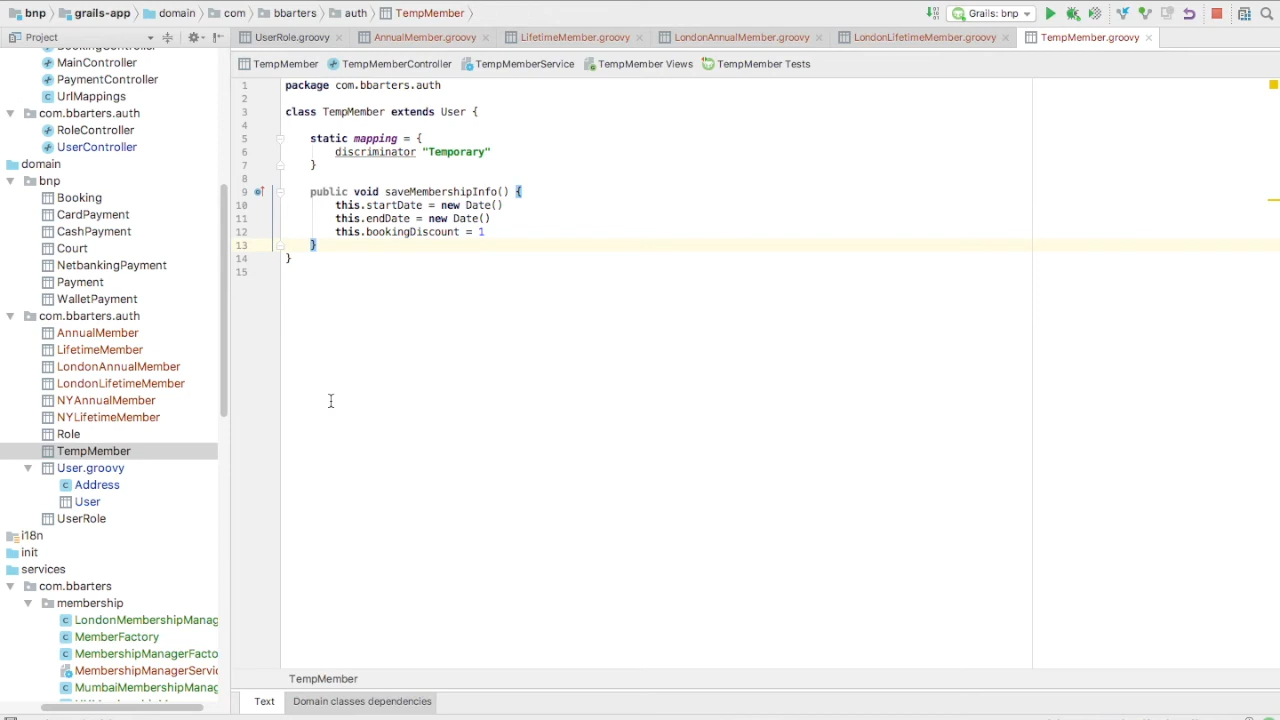 bnp grails-app domain com bbarters auth TempMember Grails: bnp
Project
UserRole.groovy AnnualMember.groovy LifetimeMember.groovy LondonAnnualMember.groovy LondonLifetimeMember.groovy TempMember.groovy
TempMember TempMemberController TempMemberService TempMember Views TempMember Tests
BookingController
MainController
PaymentController
UrlMappings
com.bbarters.auth
RoleController
UserController
domain
bnp
Booking
CardPayment
CashPayment
Court
NetbankingPayment
Payment
WalletPayment
com.bbarters.auth
AnnualMember
LifetimeMember
LondonAnnualMember
LondonLifetimeMember
NYAnnualMember
NYLifetimeMember
Role
TempMember
User.groovy
Address
User
UserRole
i18n
init
services
com.bbarters
membership
LondonMembershipManag
MemberFactory
MembershipManagerFacto
MembershipManagerServic
MumbaiMembershipManag
1 package com.bbarters.auth
2
3 class TempMember extends User {
4
5 static mapping = {
6 discriminator "Temporary"
7 }
8
9 public void saveMembershipInfo() {
10 this.startDate = new Date()
11 this.endDate = new Date()
12 this.bookingDiscount = 1
13 }
14 }
15
TempMember
Text Domain classes dependencies